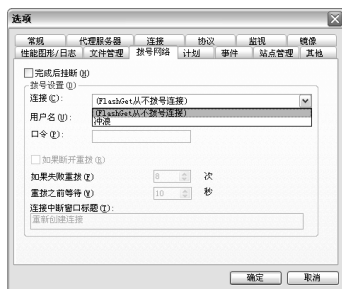 选项
常规 代理服务器 连接 协议 监视 镜像
性能图形/日志 文件管理 拨号网络 计划 事件 站点管理 其他
完成后挂断(H)
拨号设置(D)
连接(C): (FlashGet从不拨号连接)
(FlashGet从不拨号连接)
用户名(U): 冲浪
口令(P):
如果断开重拨(R)
如果失败重拨(F) 8 次
重拨之前等待(Y) 10 秒
连接中断窗口标题(T):
重新创建连接
确定 取消